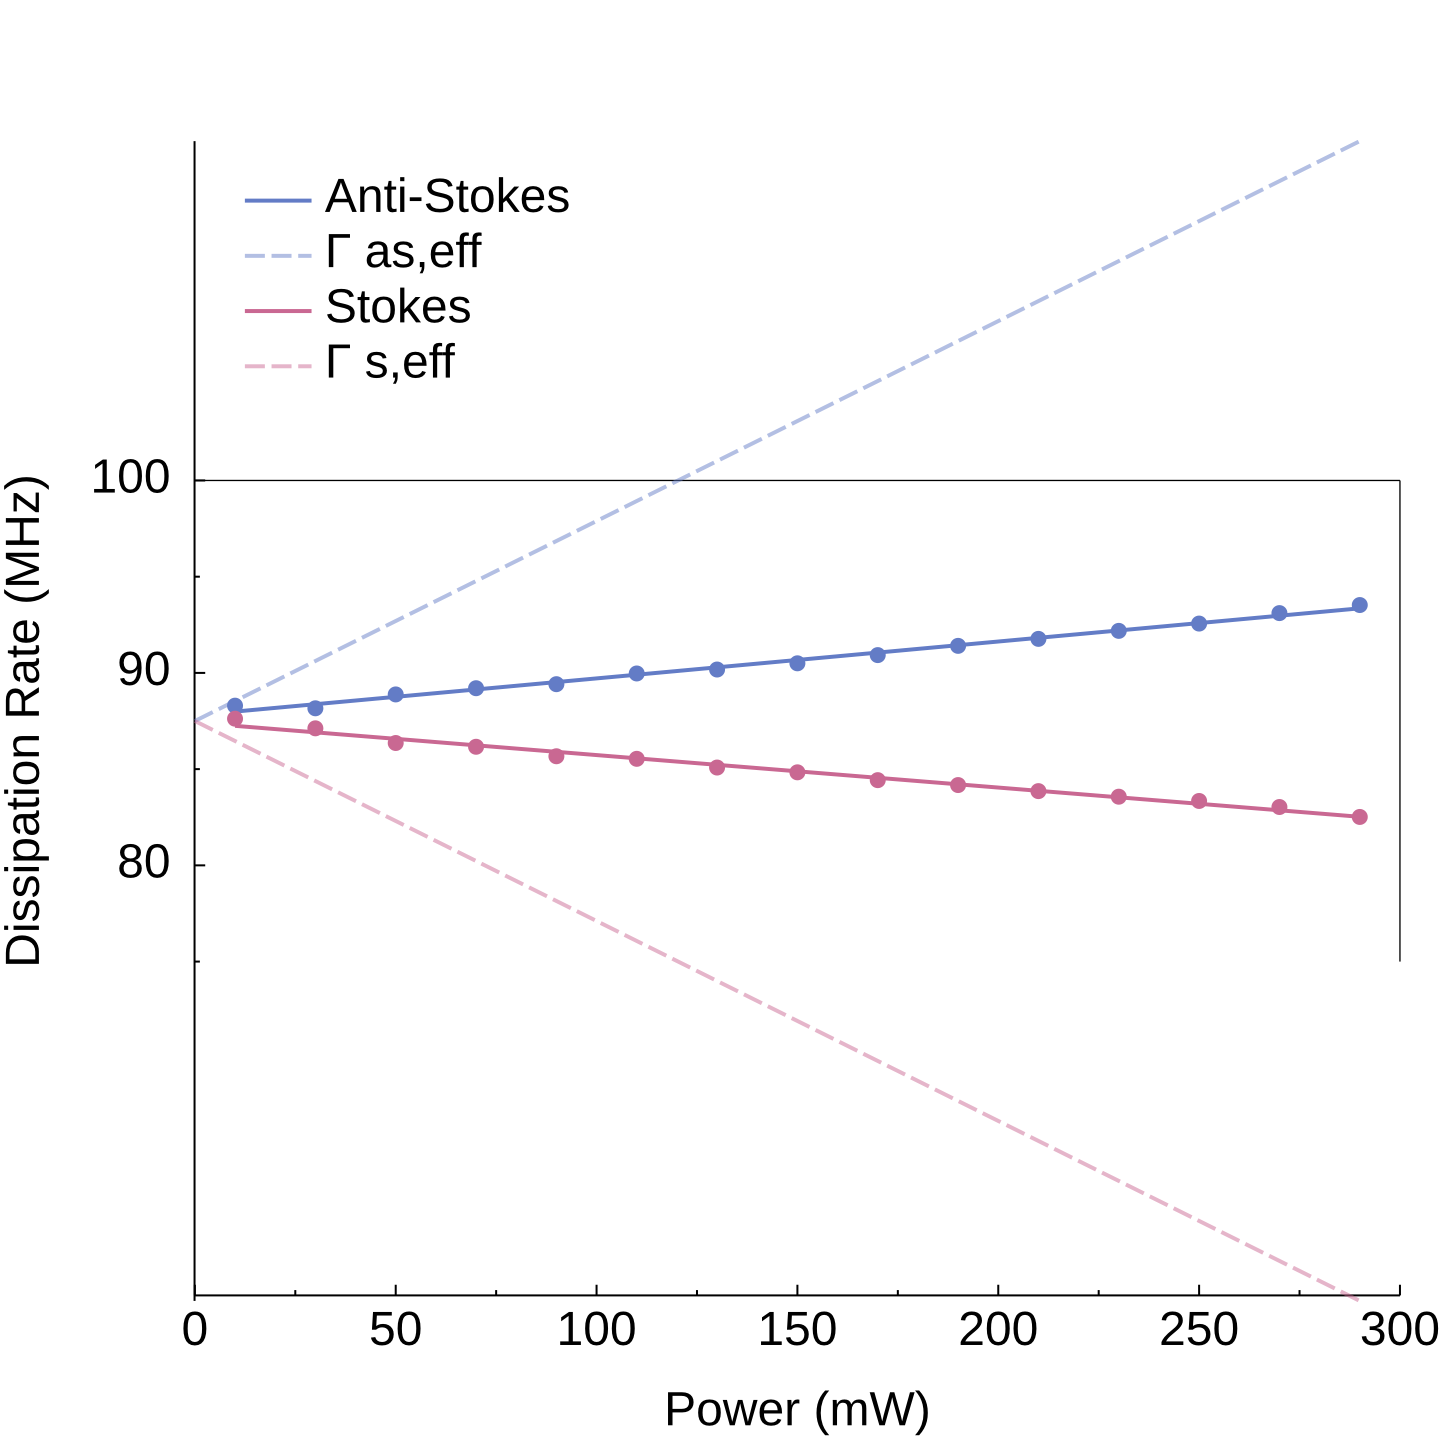 Anti-Stokes
Γ as,eff
Stokes
Γ s,eff
Dissipation Rate (MHz)
100
90
80
0 50 100 150 200 250 300
Power (mW)